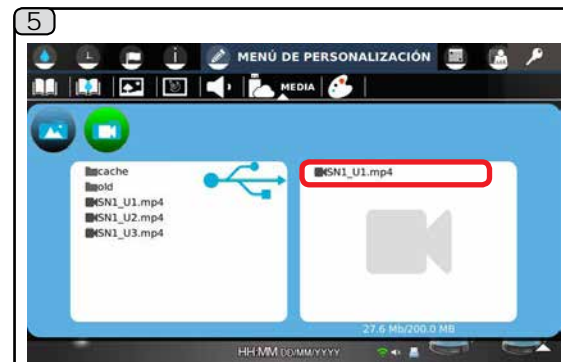 5
MENÚ DE PERSONALIZACIÓN
MEDIA
cache
old
SN1_U1.mp4
SN1_U2.mp4
SN1_U3.mp4
SN1_U1.mp4
27.6 Mb/200.0 MB
HH:MM DD/MM/YYYY